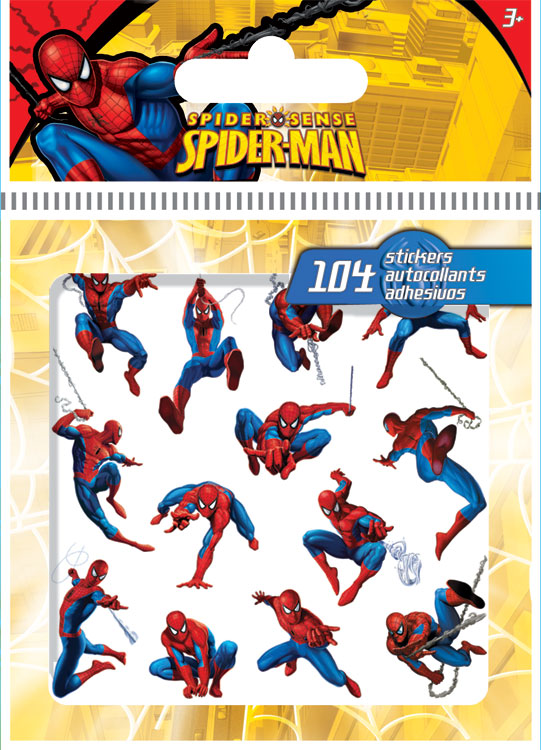 3+
SPIDER SENSE
SPIDER-MAN
104
stickers
autocollants
adhesivos